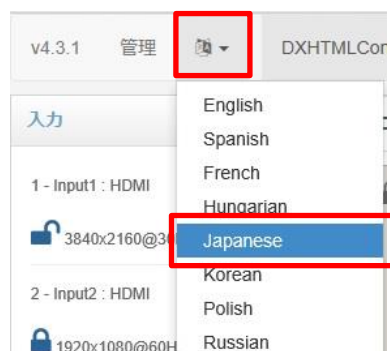 v4.3.1 管理 DXHTMLCon
入力
English
Spanish
French
Hungarian
Japanese
Korean
Polish
Russian
1 - Input1 : HDMI
3840x2160@30
2 - Input2 : HDMI
1920x1080@60H